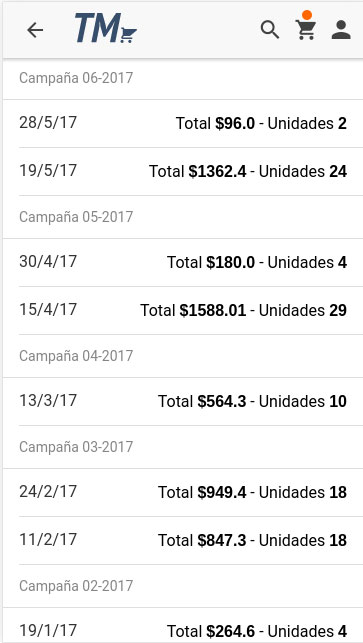 TM
Campaña 06-2017
28/5/17 Total $96.0 - Unidades 2
19/5/17 Total $1362.4 - Unidades 24
Campaña 05-2017
30/4/17 Total $180.0 - Unidades 4
15/4/17 Total $1588.01 - Unidades 29
Campaña 04-2017
13/3/17 Total $564.3 - Unidades 10
Campaña 03-2017
24/2/17 Total $949.4 - Unidades 18
11/2/17 Total $847.3 - Unidades 18
Campaña 02-2017
19/1/17 Total $264.6 - Unidades 4